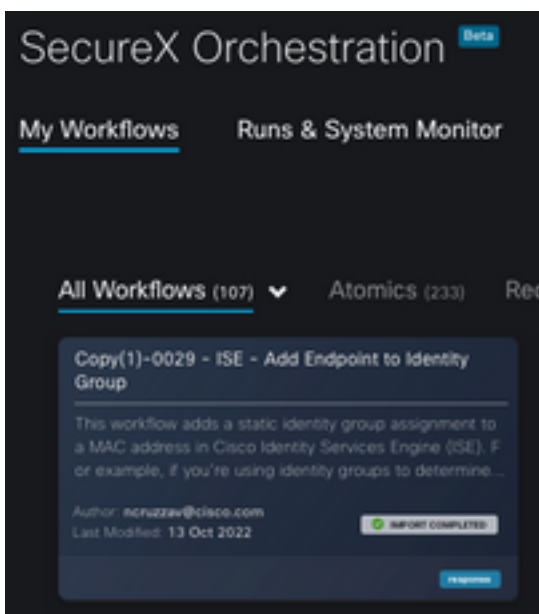 SecureX Orchestration Beta
My Workflows Runs & System Monitor
All Workflows (107) Atomics (233) Rec
Copy(1)-0029 - ISE - Add Endpoint to Identity
Group
This workflow adds a static identity group assignment to
a MAC address in Cisco Identity Services Engine (ISE). F
or example, if you're using identity groups to determine...
Author: ncruzzav@cisco.com
Last Modified: 13 Oct 2022
IMPORT COMPLETED
response